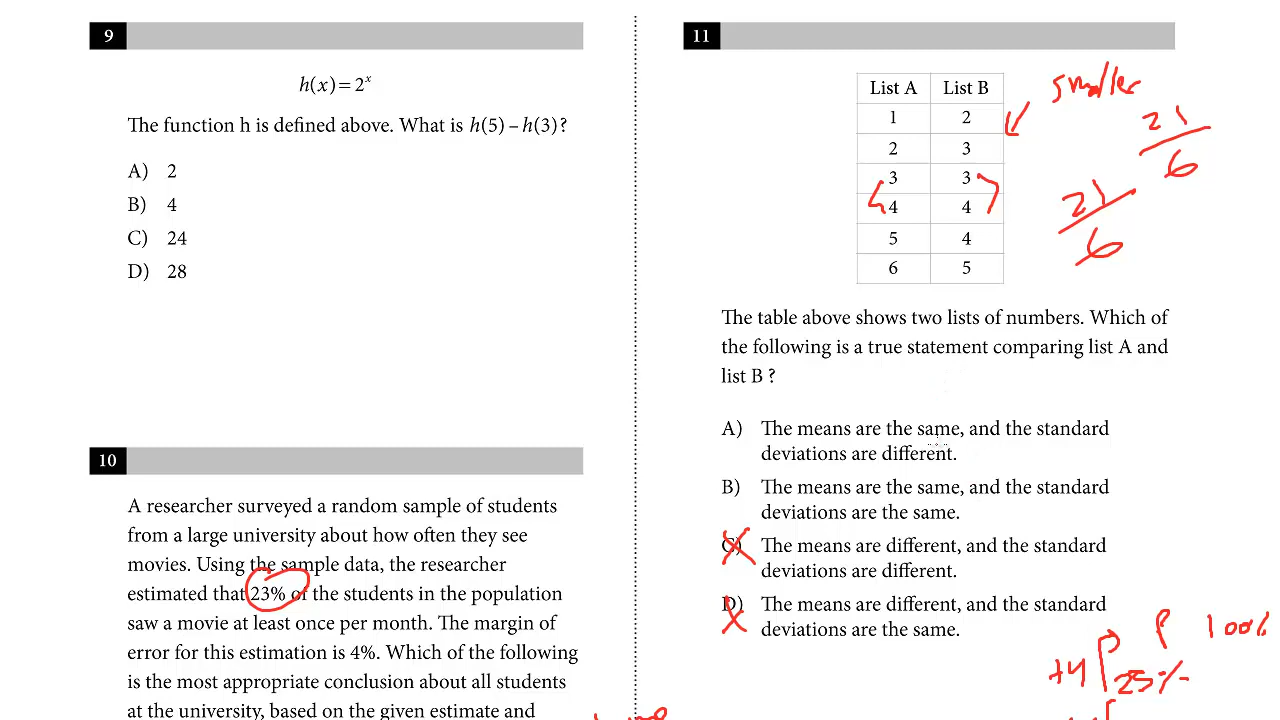 9
h(x) = 2ˣ
The function h is defined above. What is h(5) – h(3)?
A) 2
B) 4
C) 24
D) 28
10
A researcher surveyed a random sample of students
from a large university about how often they see
movies. Using the sample data, the researcher
estimated that 23% of the students in the population
saw a movie at least once per month. The margin of
error for this estimation is 4%. Which of the following
is the most appropriate conclusion about all students
at the university, based on the given estimate and
11
List A List B
1 2
2 3
3 3
4 4
5 4
6 5
smaller
21
6
21
6
The table above shows two lists of numbers. Which of
the following is a true statement comparing list A and
list B ?
A) The means are the same, and the standard
deviations are different.
B) The means are the same, and the standard
deviations are the same.
C) The means are different, and the standard
deviations are different.
D) The means are different, and the standard
deviations are the same.
100%
+4